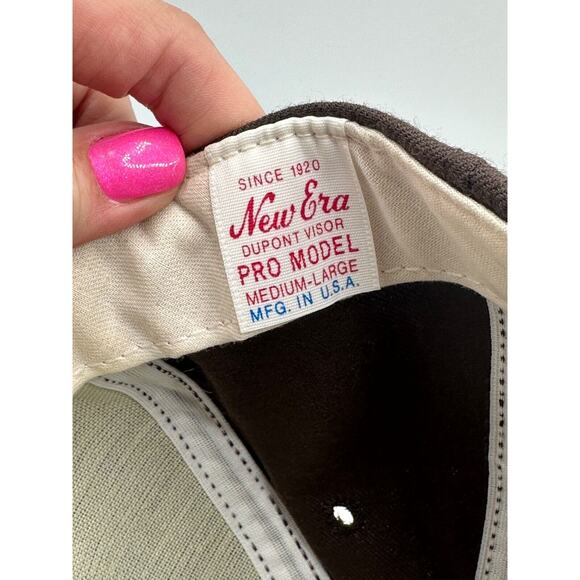 SINCE 1920
New Era
DUPONT VISOR
PRO MODEL
MEDIUM-LARGE
MFG. IN U.S.A.